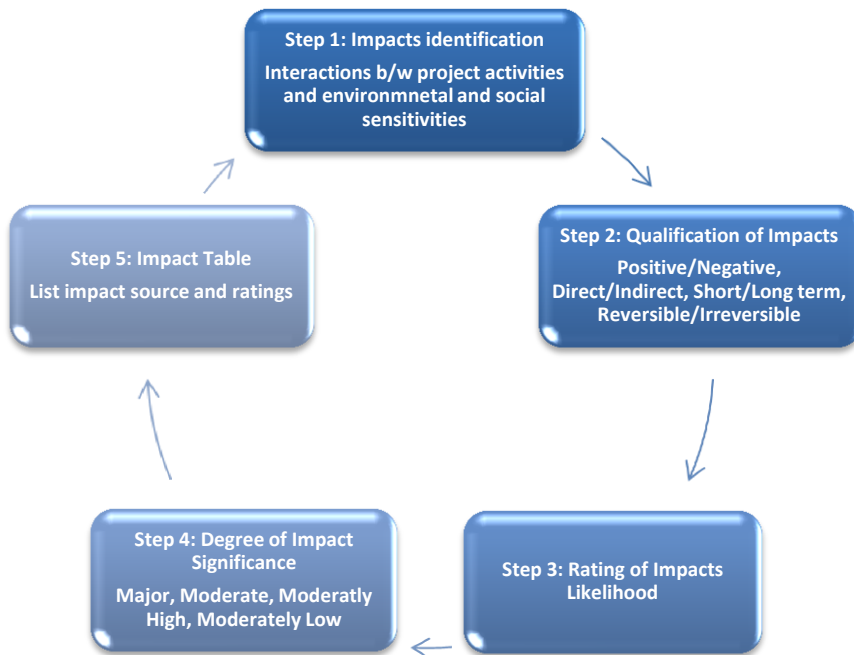 Step 1: Impacts identification
Interactions b/w project activities
and environmnetal and social
sensitivities
Step 2: Qualification of Impacts
Positive/Negative,
Direct/Indirect, Short/Long term,
Reversible/Irreversible
Step 3: Rating of Impacts
Likelihood
Step 4: Degree of Impact
Significance
Major, Moderate, Moderatly
High, Moderately Low
Step 5: Impact Table
List impact source and ratings